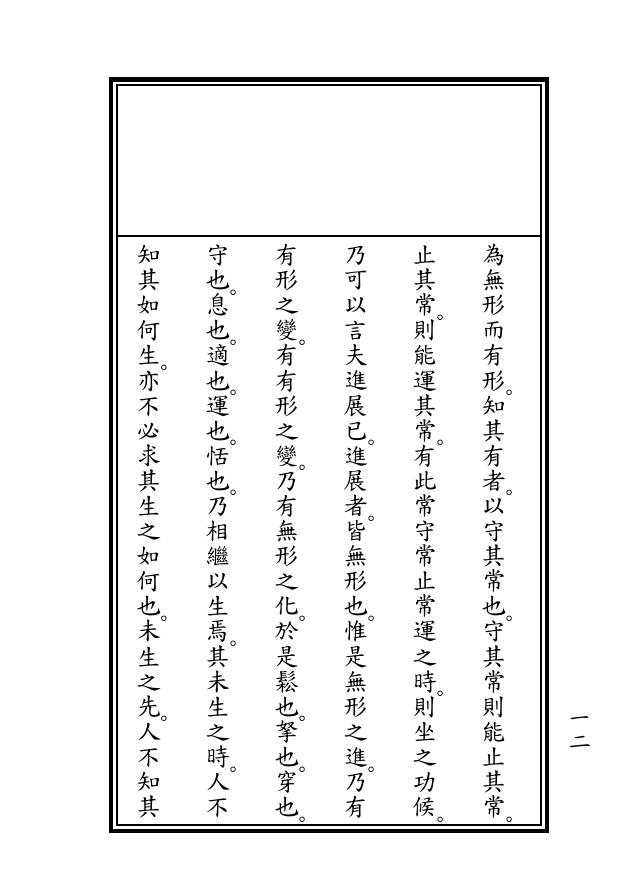 為無形而有形。知其有者。以守其常也。守其常則能止其常。
止其常。則能運其常。有此常守常止常運之時。則坐之功候。
乃可以言夫進展已。進展者。皆無形也。惟是無形之進。乃有
有形之變。有有形之變。乃有無形之化。於是鬆也。拏也。穿也。
守也。息也。適也。運也。恬也。乃相繼以生焉。其未生之時。人不
知其如何生。亦不必求其生之如何也。未生之先。人不知其
一二